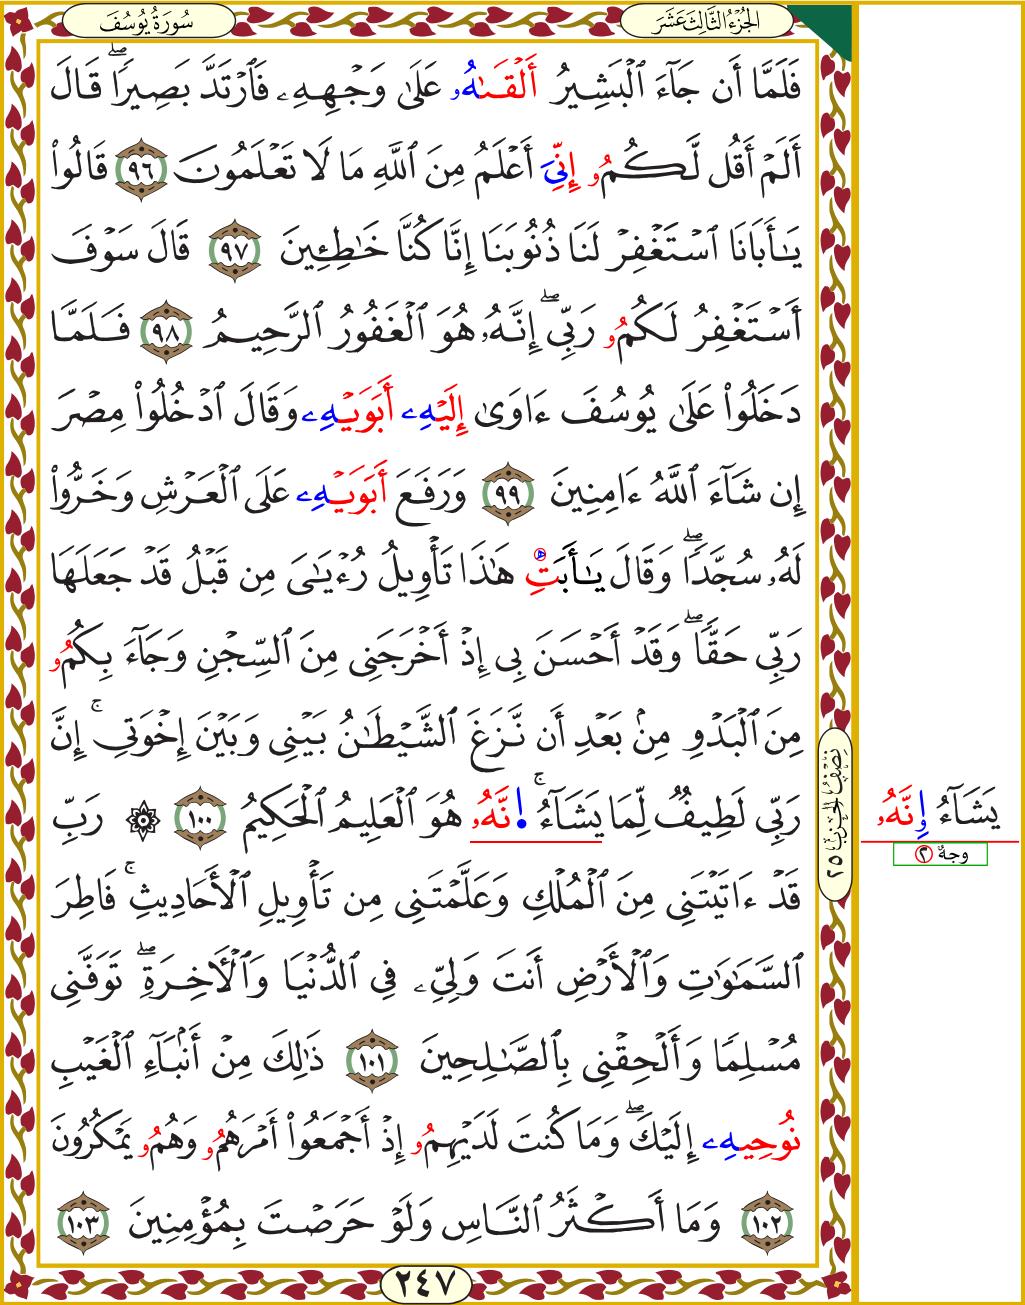 الجُزْءُ الثَّالِثَ عَشَرَ
سُورَةُ يُوسُفَ
فَلَمَّا أَن جَآءَ ٱلْبَشِيرُ أَلْقَىٰهُۥ عَلَىٰ وَجْهِهِۦ فَٱرْتَدَّ بَصِيرًاۖ قَالَ
أَلَمْ أَقُل لَّكُمُۥ إِنِّىَ أَعْلَمُ مِنَ ٱللَّهِ مَا لَا تَعْلَمُونَ ٩٦ قَالُوا۟
يَـٰٓأَبَانَا ٱسْتَغْفِرْ لَنَا ذُنُوبَنَا إِنَّا كُنَّا خَـٰطِـِٔينَ ٩٧ قَالَ سَوْفَ
أَسْتَغْفِرُ لَكُمُۥ رَبِّىۖ إِنَّهُۥ هُوَ ٱلْغَفُورُ ٱلرَّحِيمُ ٩٨ فَلَمَّا
دَخَلُوا۟ عَلَىٰ يُوسُفَ ءَاوَىٰ إِلَيْهِۦ أَبَوَيْهِۦ وَقَالَ ٱدْخُلُوا۟ مِصْرَ
إِن شَآءَ ٱللَّهُ ءَامِنِينَ ٩٩ وَرَفَعَ أَبَوَيْهِۦ عَلَى ٱلْعَرْشِ وَخَرُّوا۟
لَهُۥ سُجَّدًاۖ وَقَالَ يَـٰٓأَبَتِ هَـٰذَا تَأْوِيلُ رُءْيَـٰىَ مِن قَبْلُ قَدْ جَعَلَهَا
رَبِّى حَقًّاۖ وَقَدْ أَحْسَنَ بِى إِذْ أَخْرَجَنِى مِنَ ٱلسِّجْنِ وَجَآءَ بِكُمُۥ
مِنَ ٱلْبَدْوِ مِنۢ بَعْدِ أَن نَّزَغَ ٱلشَّيْطَـٰنُ بَيْنِى وَبَيْنَ إِخْوَتِىۚ إِنَّ
رَبِّى لَطِيفٌ لِّمَا يَشَآءُۚ ٱ۪نَّهُۥ هُوَ ٱلْعَلِيمُ ٱلْحَكِيمُ ١٠٠ ۞ رَبِّ
قَدْ ءَاتَيْتَنِى مِنَ ٱلْمُلْكِ وَعَلَّمْتَنِى مِن تَأْوِيلِ ٱلْأَحَادِيثِۚ فَاطِرَ
ٱلسَّمَـٰوَٰتِ وَٱلْأَرْضِ أَنتَ وَلِىِّۦ فِى ٱلدُّنْيَا وَٱلْـَٔاخِرَةِۖ تَوَفَّنِى
مُسْلِمًا وَأَلْحِقْنِى بِٱلصَّـٰلِحِينَ ١٠١ ذَٰلِكَ مِنْ أَنۢبَآءِ ٱلْغَيْبِ
نُوحِيهِۦ إِلَيْكَۖ وَمَا كُنتَ لَدَيْهِمُۥ إِذْ أَجْمَعُوٓا۟ أَمْرَهُمُۥ وَهُمُۥ يَمْكُرُونَ
١٠٢ وَمَا أَكْثَرُ ٱلنَّاسِ وَلَوْ حَرَصْتَ بِمُؤْمِنِينَ ١٠٣
٢٤٧
نِصْفُ الحِزْبِ ٢٥
يَشَآءُ وِنَّهُۥ
وجهٌ ٢